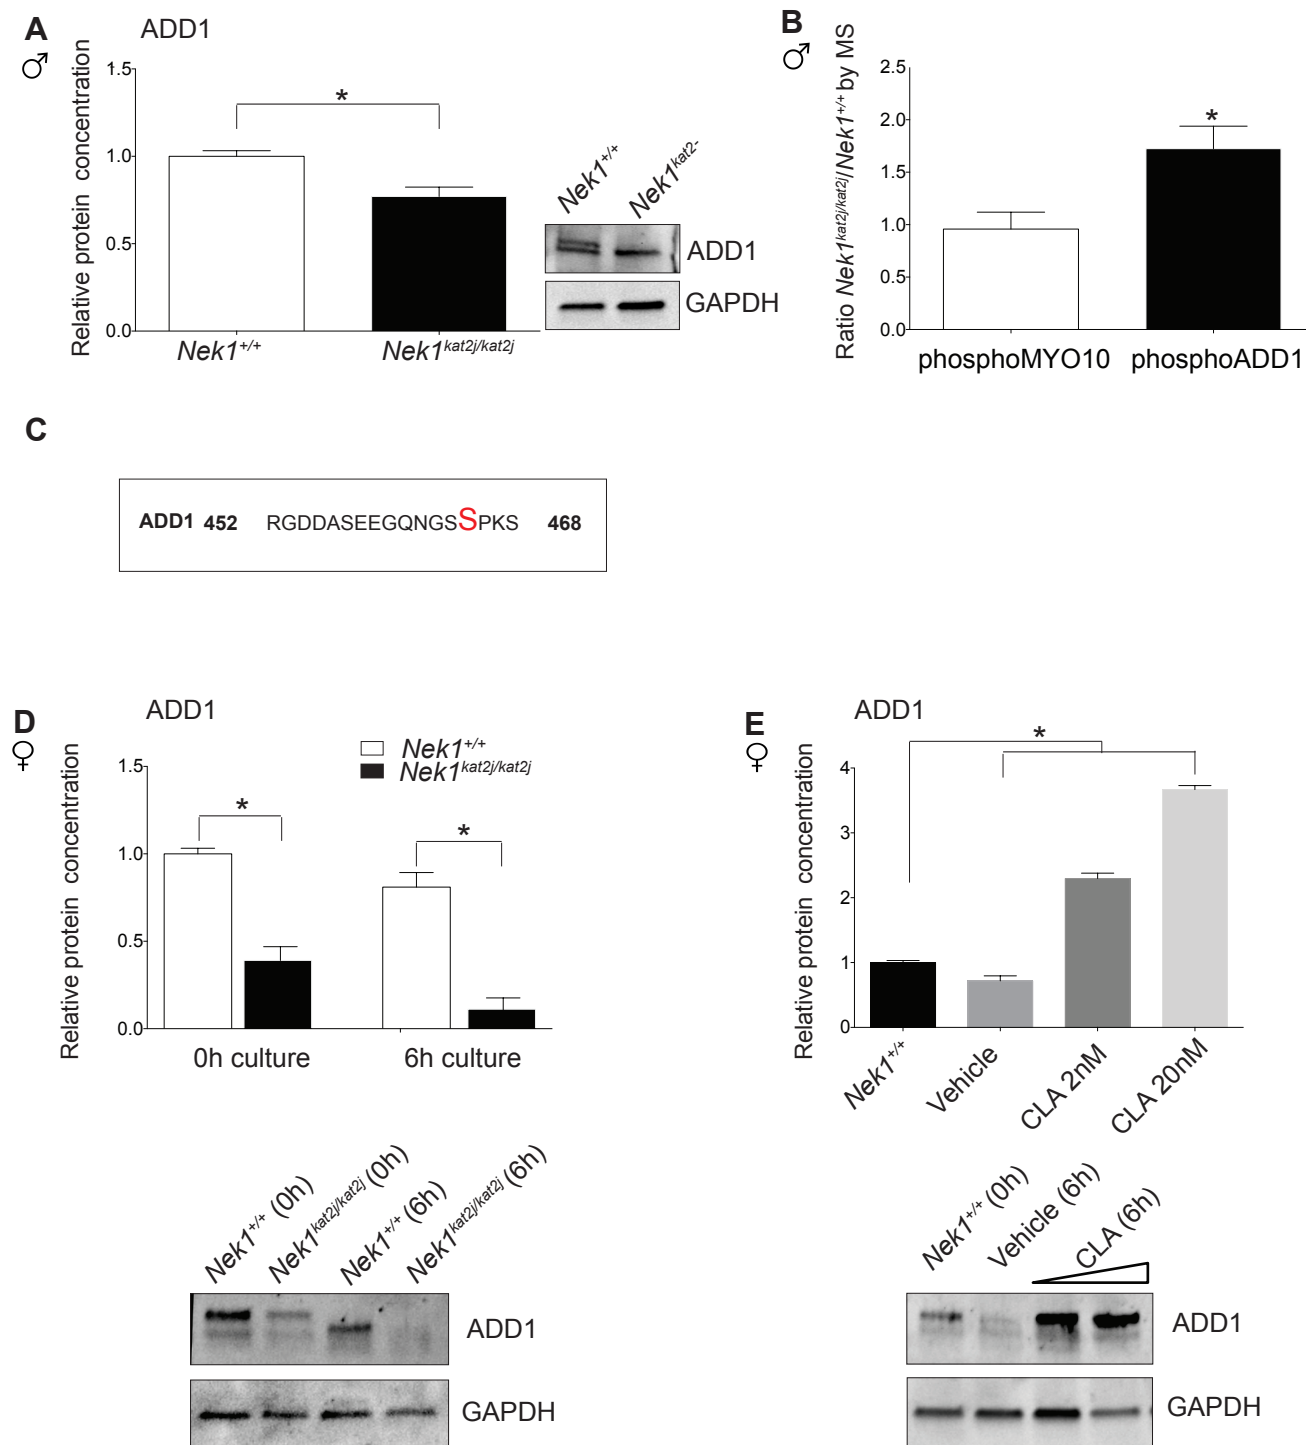 A
ADD1
♂
Relative protein concentration
1.5
1.0
0.5
0.0
*
Nek1+/+
Nek1kat2j/kat2j
Nek1+/+
Nek1kat2-
ADD1
GAPDH
B
♂
Ratio Nek1kat2j/kat2j/Nek1+/+ by MS
2.5
2.0
1.5
1.0
0.5
0.0
*
phosphoMYO10
phosphoADD1
C
ADD1 452 RGDDASEEGQNGSSPKS 468
D
ADD1
♀
Relative protein concentration
1.5
1.0
0.5
0.0
Nek1+/+
Nek1kat2j/kat2j
*
*
0h culture
6h culture
Nek1+/+ (0h)
Nek1kat2j/kat2j (0h)
Nek1+/+ (6h)
Nek1kat2j/kat2j (6h)
ADD1
GAPDH
E
ADD1
♀
Relative protein concentration
4
3
2
1
0
*
Nek1+/+
Vehicle
CLA 2nM
CLA 20nM
Nek1+/+ (0h)
Vehicle (6h)
CLA (6h)
ADD1
GAPDH